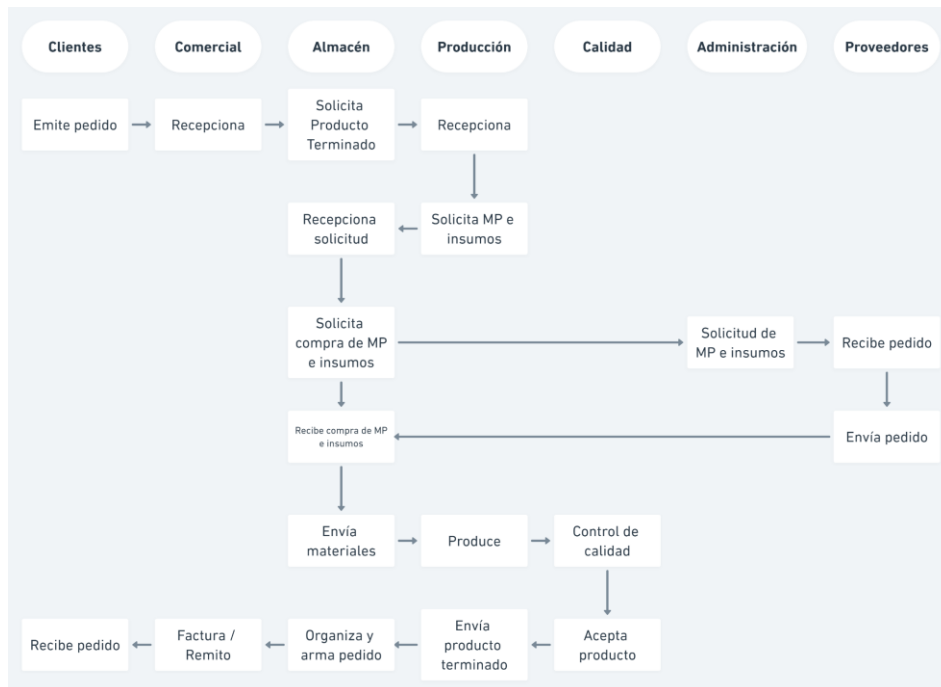 Clientes
Comercial
Almacén
Producción
Calidad
Administración
Proveedores
Emite pedido
Recepciona
Solicita
Producto
Terminado
Recepciona
Recepciona
solicitud
Solicita MP e
insumos
Solicita
compra de MP
e insumos
Solicitud de
MP e insumos
Recibe pedido
Recibe compra de MP
e insumos
Envía pedido
Envía
materiales
Produce
Control de
calidad
Recibe pedido
Factura /
Remito
Organiza y
arma pedido
Envía
producto
terminado
Acepta
producto